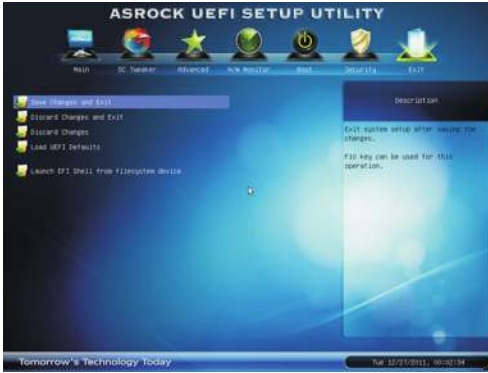 ASROCK UEFI SETUP UTILITY
Main OC Tweaker Advanced H/W Monitor Boot Security Exit
Save Changes and Exit
Discard Changes and Exit
Discard Changes
Load UEFI Defaults
Launch EFI Shell from filesystem device
Description
Exit system setup after saving the
changes.
F10 key can be used for this
operation.
Tomorrow's Technology Today
Tue 12/27/2011, 00:02:34